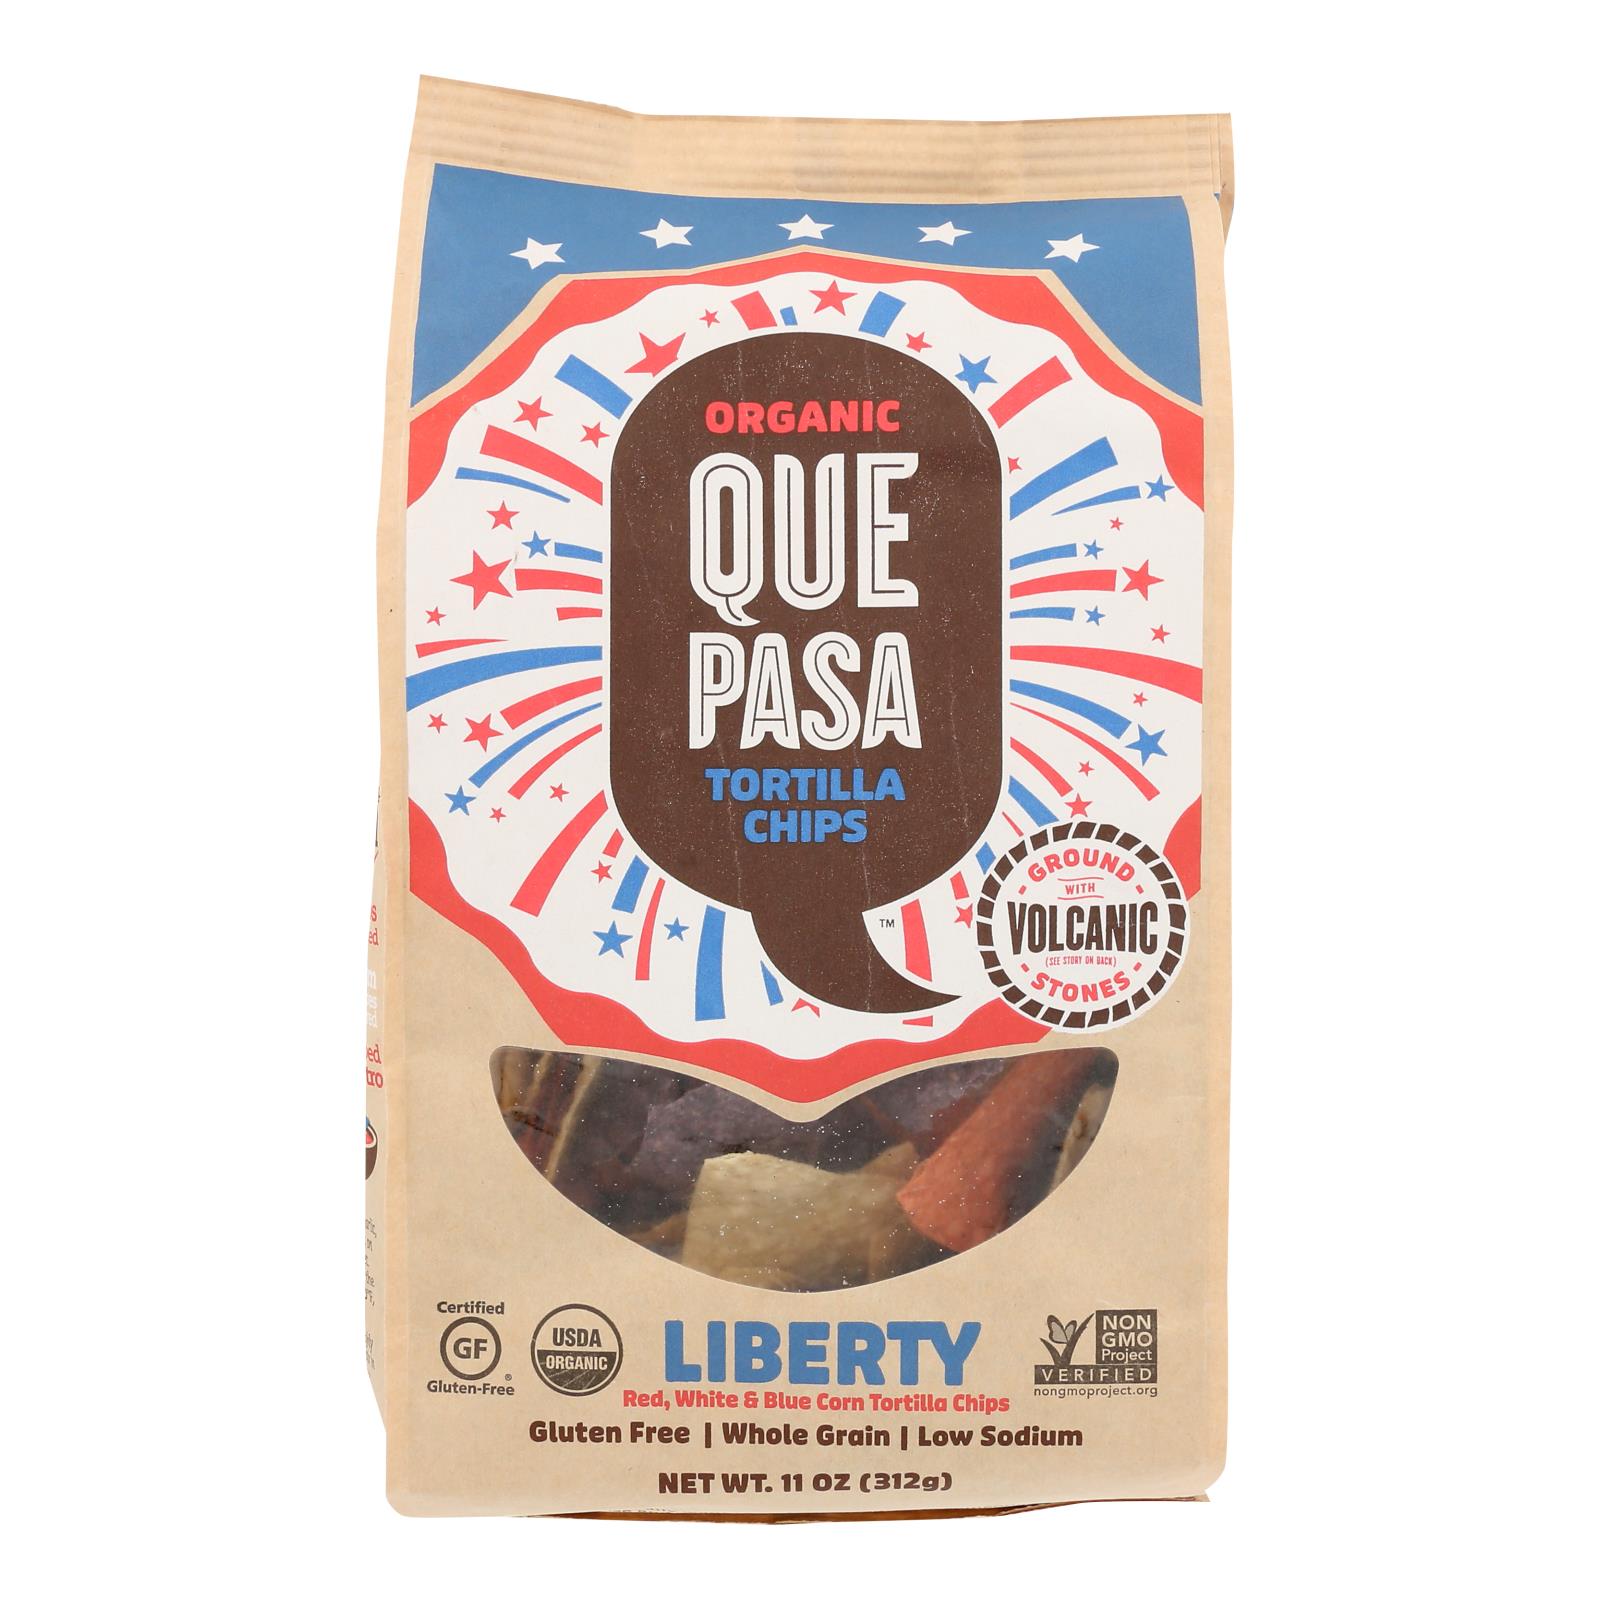 ORGANIC
QUE
PASA
TORTILLA
CHIPS
TM
GROUND
WITH
VOLCANIC
(SEE STORY ON BACK)
STONES
Certified
GF
®
Gluten-Free
USDA
ORGANIC
LIBERTY
Red, White & Blue Corn Tortilla Chips
NON
GMO
Project
VERIFIED
nongmoproject.org
Gluten Free | Whole Grain | Low Sodium
NET WT. 11 OZ (312g)